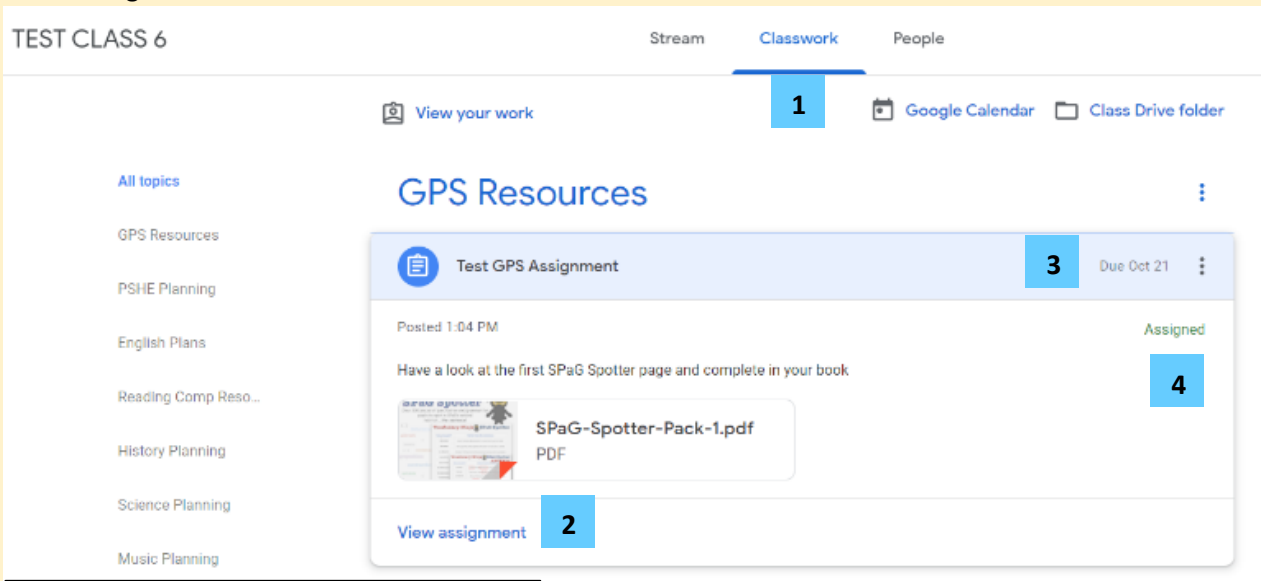 TEST CLASS 6
Stream Classwork People
1
View your work
Google Calendar Class Drive folder
All topics
GPS Resources
PSHE Planning
English Plans
Reading Comp Reso...
History Planning
Science Planning
Music Planning
GPS Resources
Test GPS Assignment
3
Due Oct 21
Posted 1:04 PM
Assigned
4
Have a look at the first SPaG Spotter page and complete in your book
SPaG-Spotter-Pack-1.pdf
PDF
View assignment
2